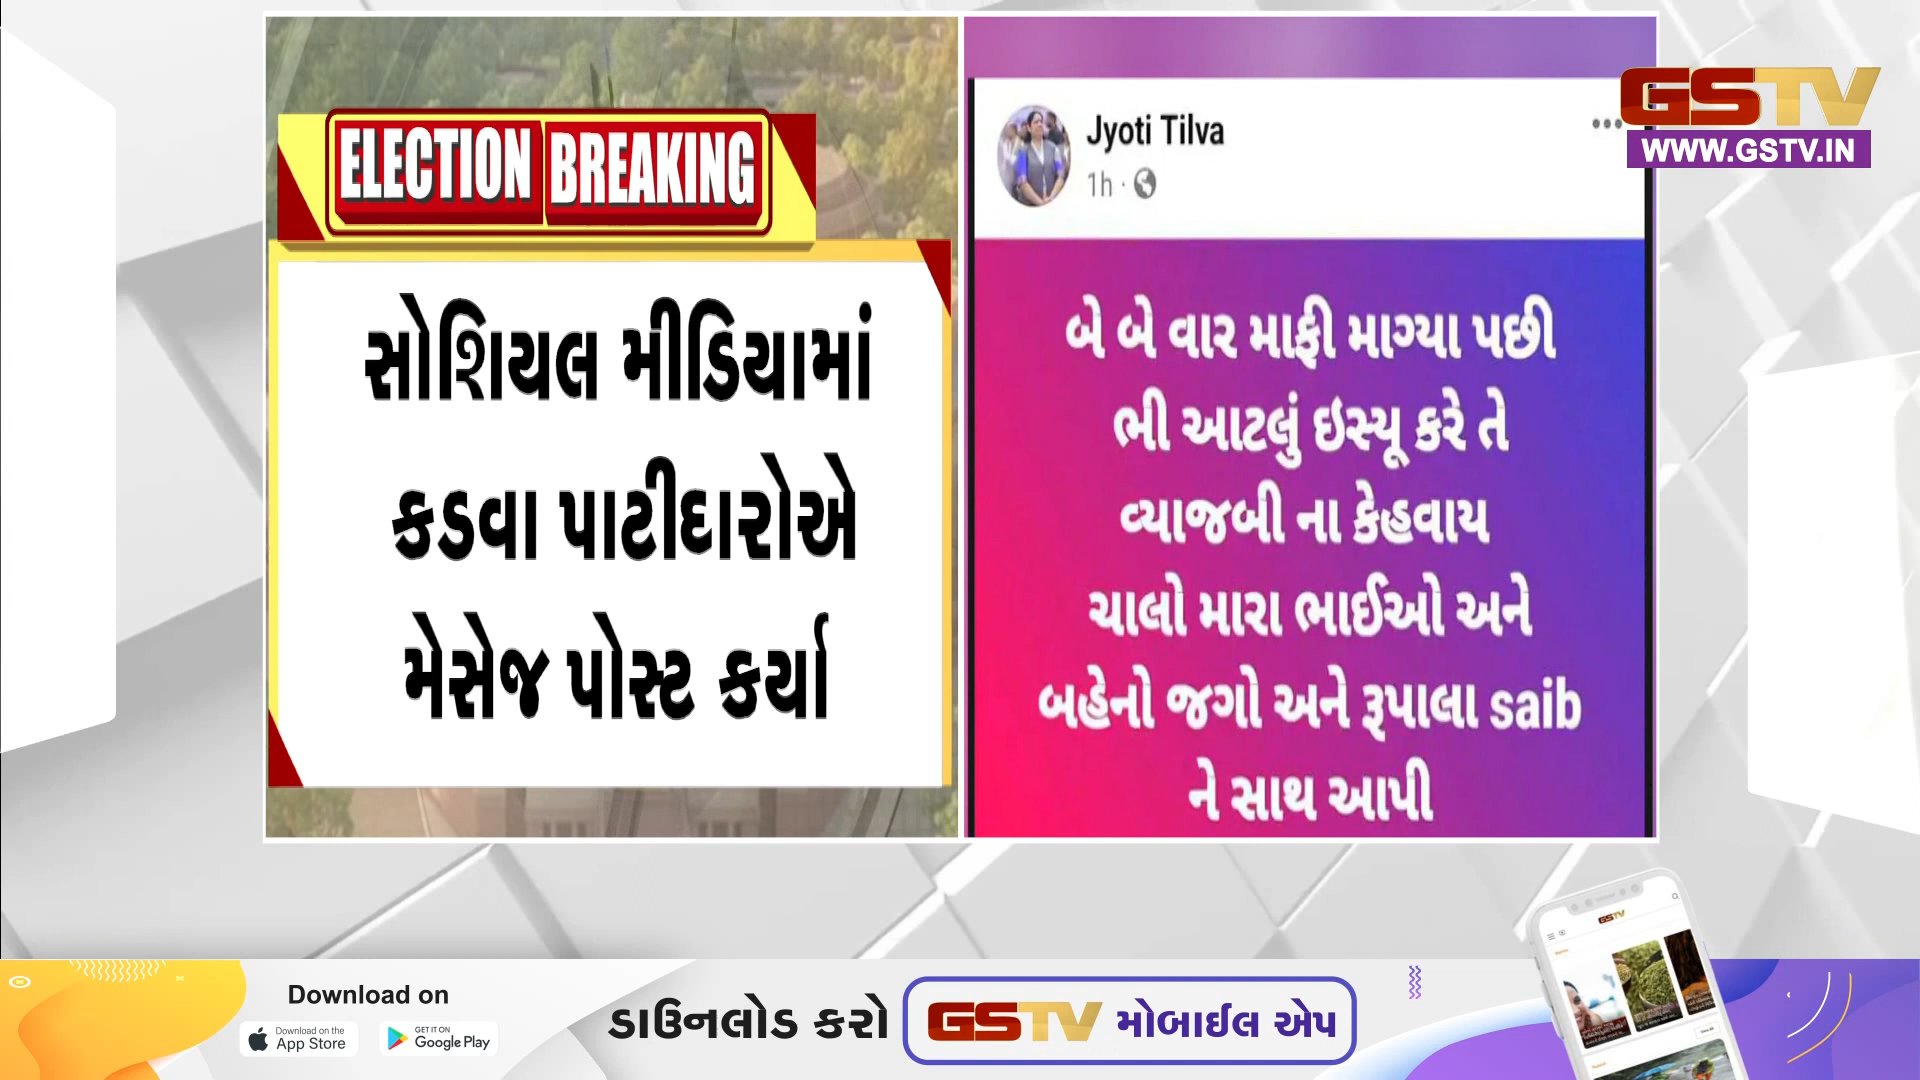 ELECTION BREAKING
સોશિયલ મીડિયામાં
કડવા પાટીદારોએ
મેસેજ પોસ્ટ કર્યા
Jyoti Tilva
1h ·
બે બે વાર માફી માગ્યા પછી
ભી આટલું ઇસ્યૂ કરે તે
વ્યાજબી ના કેહવાય
ચાલો મારા ભાઈઓ અને
બહેનો જગો અને રૂપાલા saib
ને સાથ આપી
GSTV
WWW.GSTV.IN
Download on
Download on the
App Store
GET IT ON
Google Play
ડાઉનલોડ કરો
GSTV મોબાઈલ એપ
GSTV